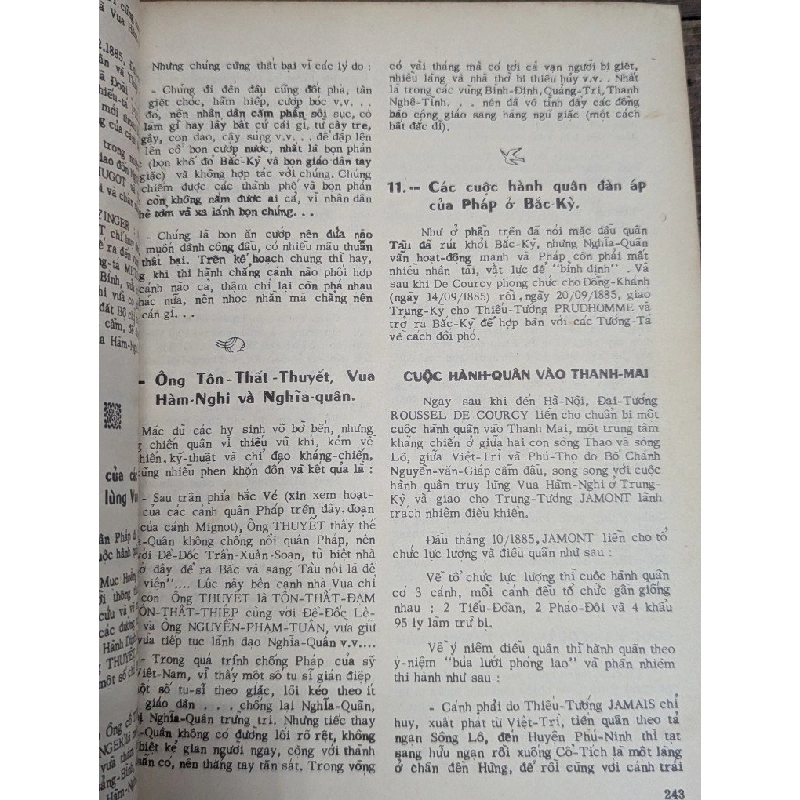 Nhưng chúng cũng thất bại vì các lý do :
- Chúng đi đến đâu cũng đốt phá, tàn
giết chóc, hãm hiếp, cướp bóc v.v. . .
đó, nên nhân dân căm phẫn sôi sục, có
làm gì hay lấy bất cứ cái gì, từ cây tre,
gậy, con dao, cây súng v.v. . . để đập lên
lên cổ bọn cướp nước, nhất là bọn phản
(bọn khố đỏ Bắc-Kỳ và bọn giáo dân tay
giặc) và không hợp tác với chúng. Chúng
chiếm được các thành phố và bọn phản
còn không nắm được ai cả, vì nhân dân
hè tởm và xa lánh bọn chúng. . .
- Chúng là bọn ăn cướp nên đứa nào
muốn dành công đầu, có nhiều mâu thuẫn
thất bại. Trên kế hoạch chung thì hay,
g khi thi hành chẳng cánh nào phối hợp
cánh nào cả, thậm chí lại còn phá nhau
hác nữa, nên nhọc nhằn mà chẳng nên
cán gì. . .
- Ông Tôn-Thất-Thuyết, Vua
Hàm-Nghi và Nghĩa-quân.
Mặc dù các hy sinh vô bờ bến, nhưng
chiến quân vì thiếu vũ khí, kém về
hiên, kỹ-thuật và chỉ đạo kháng-chiến,
cũng nhiều phen khốn đốn và kết quả là :
- Sau trận phía bắc Vé (xin xem hoạt-
của các cánh quân Pháp trên đây, đoạn
của cánh Mignot), Ông THUYẾT thấy thế
-Quân không chống nổi quân Pháp, nên
với Đề-Đốc Trần-Xuân-Soạn, từ biệt nhà
ở đây để ra Bắc và sang Tầu nói là để
viện".... Lúc này bên cạnh nhà Vua chỉ
con Ông THUYẾT là TÔN-THẤT-ĐẠM
TÔN-THẤT-THIỆP cùng với Đề-Đốc Lê-
và Ông NGUYỄN-PHẠM-TUÂN, vừa giữ
vừa tiếp tục lãnh đạo Nghĩa-Quân v.v....
- Trong quá trình chống Pháp của sỹ
Việt-Nam, vì thấy một số tu sĩ gián điệp
một số tu-sĩ theo giặc, lôi kéo theo ít
giáo dân . . . chống lại Nghĩa-Quân,
Nghĩa-Quân trừng trị. Nhưng tiếc thay
-Quân không có đường lối rõ rệt, không
biết kẻ gian người ngay, cộng với thành
sẵn có, nên thẳng tay tàn sát. Trong vòng
có vài tháng mà có tới cả vạn người bị giết,
nhiều làng và nhà thờ bị thiêu hủy v.v. . Nhất
là trong các vùng Bình-Định, Quảng-Trị, Thanh
Nghệ-Tĩnh. . . nên đã vô tình đẩy các đồng
bào công giáo sang hàng ngũ giặc (một cách
bất đắc dĩ).
11.-- Các cuộc hành quân đàn áp
của Pháp ở Bắc-Kỳ.
Như ở phần trên đã nói mặc dầu quân
Tầu đã rút khỏi Bắc-Kỳ, nhưng Nghĩa-Quân
vẫn hoạt-động mạnh và Pháp còn phải mất
nhiều nhân tài, vật lực để "bình định" . Và
sau khi De Courcy phong chức cho Đồng-Khánh
(ngày 14/09/1885) rồi ngày 20/09/1885, giao
Trung-Kỳ cho Thiếu-Tướng PRUDHOMME và
trở ra Bắc-Kỳ để hợp bàn với các Tướng-Tá
về cách đối phó.
CUỘC HÀNH-QUÂN VÀO THANH-MAI
Ngay sau khi đến Hà-Nội, Đại-Tướng
ROUSSEL DE COURCY liền cho chuẩn bị một
cuộc hành quân vào Thanh Mai, một trung tâm
kháng chiến ở giữa hai con sông Thao và sông
Lô, giữa Việt-Trì và Phú-Thọ do Bố Chánh
Nguyễn-văn-Giáp cầm đầu, song song với cuộc
hành quân truy lùng Vua Hàm-Nghi ở Trung-
Kỳ và giao cho Trung-Tướng JAMONT lãnh
trách nhiệm điều khiển.
Đầu tháng 10/1885, JAMONT liền cho tổ
chức lực lượng và điều quân như sau :
Về tổ chức lực lượng thì cuộc hành quân
có 3 cánh, mỗi cánh đều tổ chức gần giống
nhau : 2 Tiểu-Đoàn, 2 Pháo-Đội và 4 khẩu
95 ly làm trừ bị.
Về ý niệm điều quân thì hành quân theo
ý-niệm "búa lưới phóng lao" và phân nhiệm
thi hành như sau :
- Cánh phải do Thiếu-Tướng JAMAIS chỉ
huy, xuất phát từ Việt-Trì, tiến quân theo tả
ngạn Sông Lô, đến Huyện Phù-Ninh thì tạt
sang hữu ngạn rồi xuống Cổ-Tích là một làng
ở chân đền Hùng, để rồi cùng với cánh trái
243